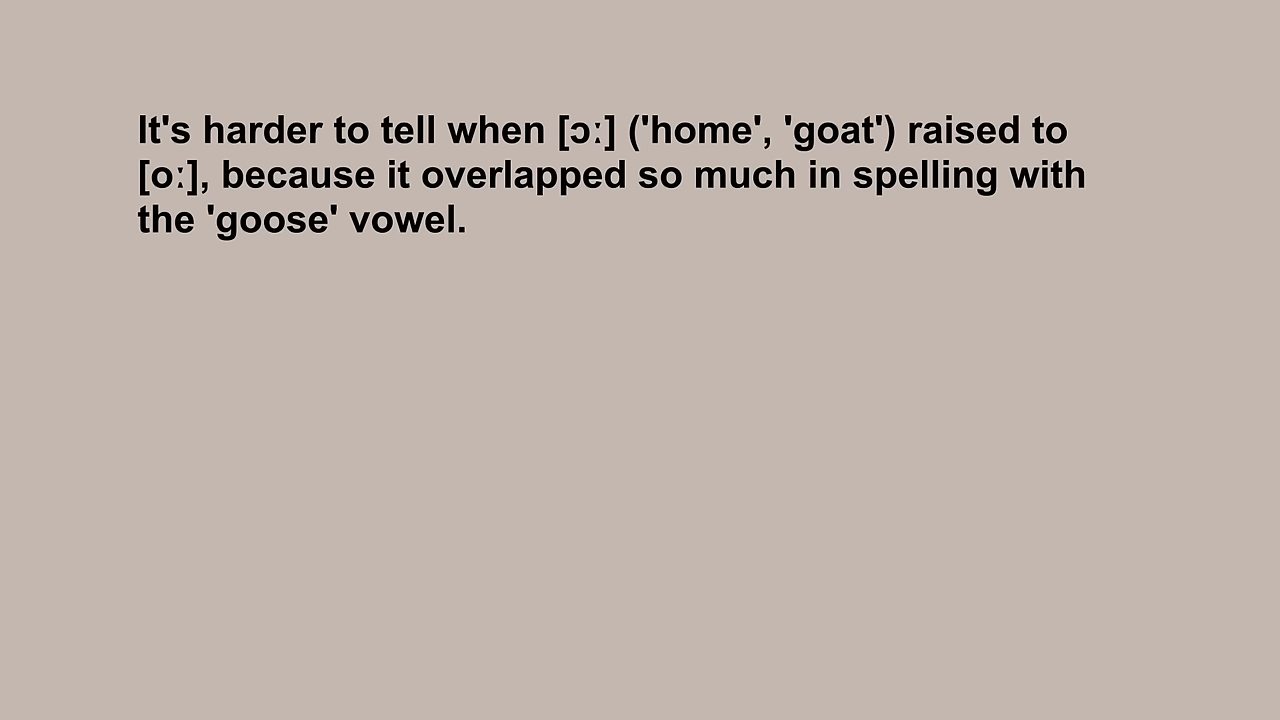 It's harder to tell when [ɔː] ('home', 'goat') raised to
[oː], because it overlapped so much in spelling with
the 'goose' vowel.